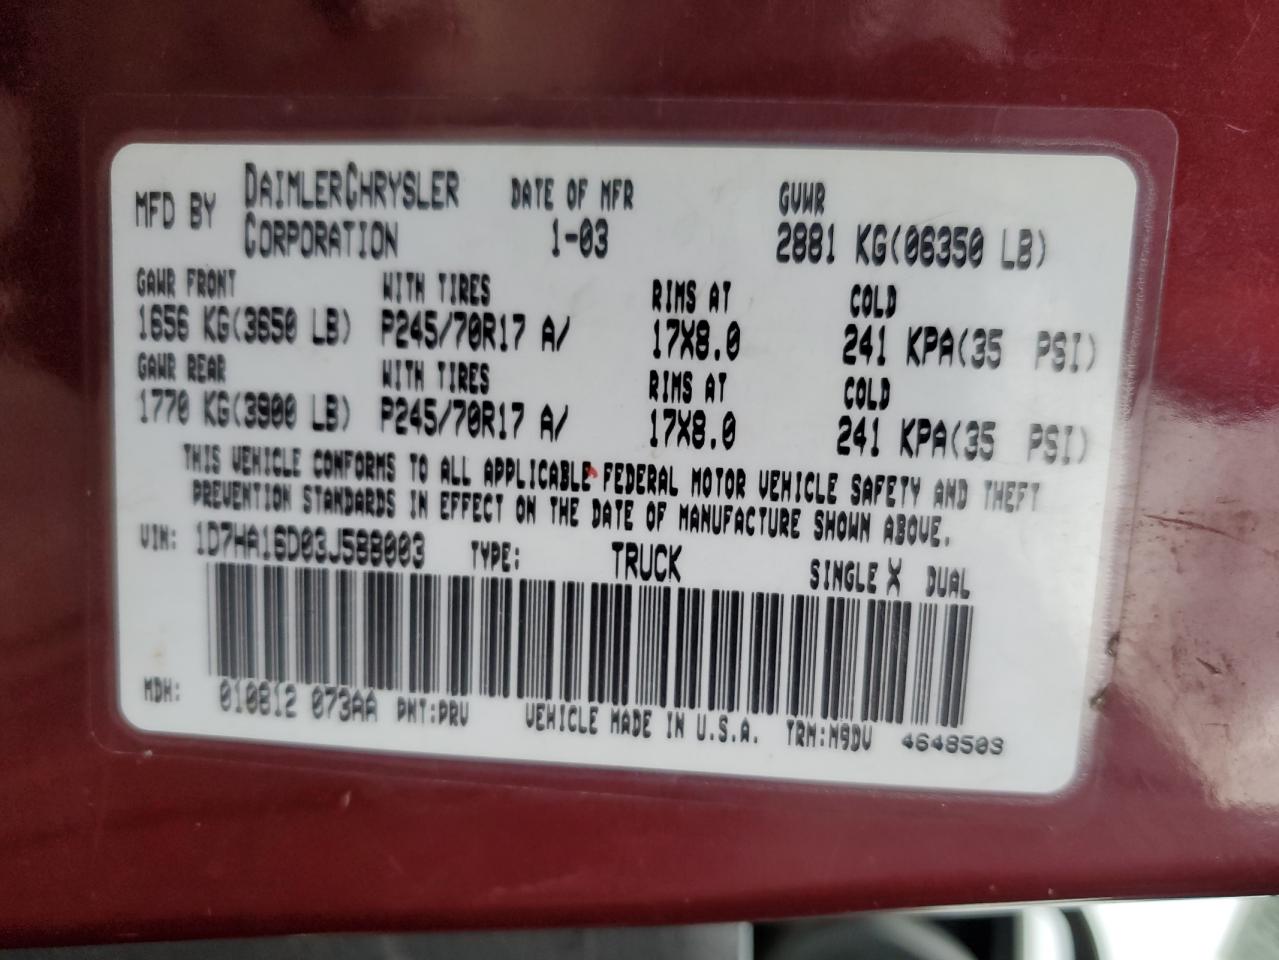 MFD BY DAIMLERCHRYSLER CORPORATION DATE OF MFR 1-03 GVWR 2881 KG(06350 LB)
GAWR FRONT WITH TIRES RIMS AT COLD
1656 KG(3650 LB) P245/70R17 A/ 17X8.0 241 KPA(35 PSI)
GAWR REAR WITH TIRES RIMS AT COLD
1770 KG(3900 LB) P245/70R17 A/ 17X8.0 241 KPA(35 PSI)
THIS VEHICLE CONFORMS TO ALL APPLICABLE FEDERAL MOTOR VEHICLE SAFETY AND THEFT
PREVENTION STANDARDS IN EFFECT ON THE DATE OF MANUFACTURE SHOWN ABOVE.
VIN: 1D7HA16D03J588003 TYPE: TRUCK SINGLE X DUAL
MDH: 010812 073AA PNT:PRV VEHICLE MADE IN U.S.A. TRM:M9DV 4648503